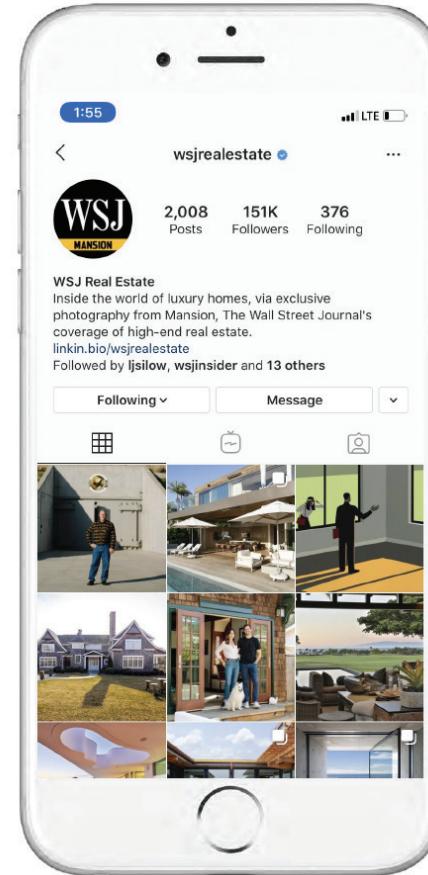 1:55
LTE
wsjrealestate
WSJ
MANSION
2,008 151K 376
Posts Followers Following
WSJ Real Estate
Inside the world of luxury homes, via exclusive
photography from Mansion, The Wall Street Journal's
coverage of high-end real estate.
linkin.bio/wsjrealestate
Followed by ljsilow, wsjinsider and 13 others
Following Message